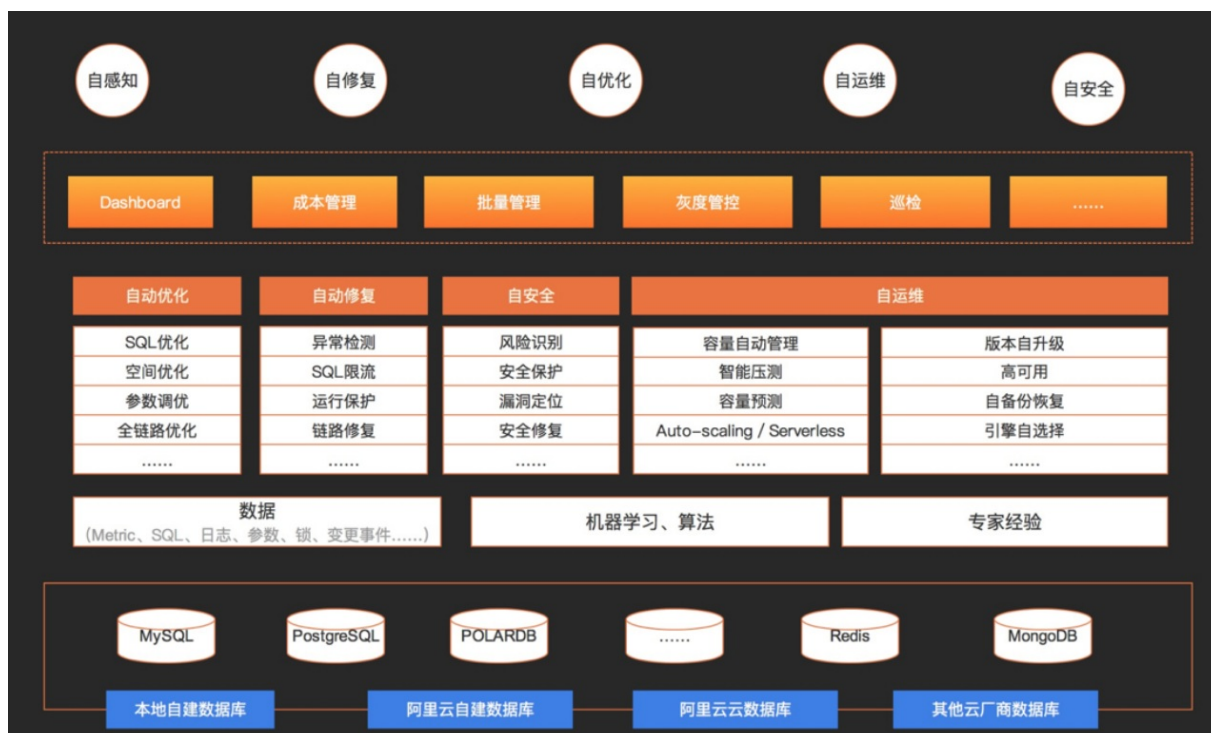 自感知
自修复
自优化
自运维
自安全
Dashboard
成本管理
批量管理
灰度管控
巡检
......
自动优化
自动修复
自安全
自运维
SQL优化
异常检测
风险识别
容量自动管理
版本自升级
空间优化
SQL限流
安全保护
智能压测
高可用
参数调优
运行保护
漏洞定位
容量预测
自备份恢复
全链路优化
链路修复
安全修复
Auto-scaling / Serverless
引擎自选择
......
......
......
......
......
数据
（Metric、SQL、日志、参数、锁、变更事件......）
机器学习、算法
专家经验
MySQL
PostgreSQL
POLARDB
......
Redis
MongoDB
本地自建数据库
阿里云自建数据库
阿里云云数据库
其他云厂商数据库